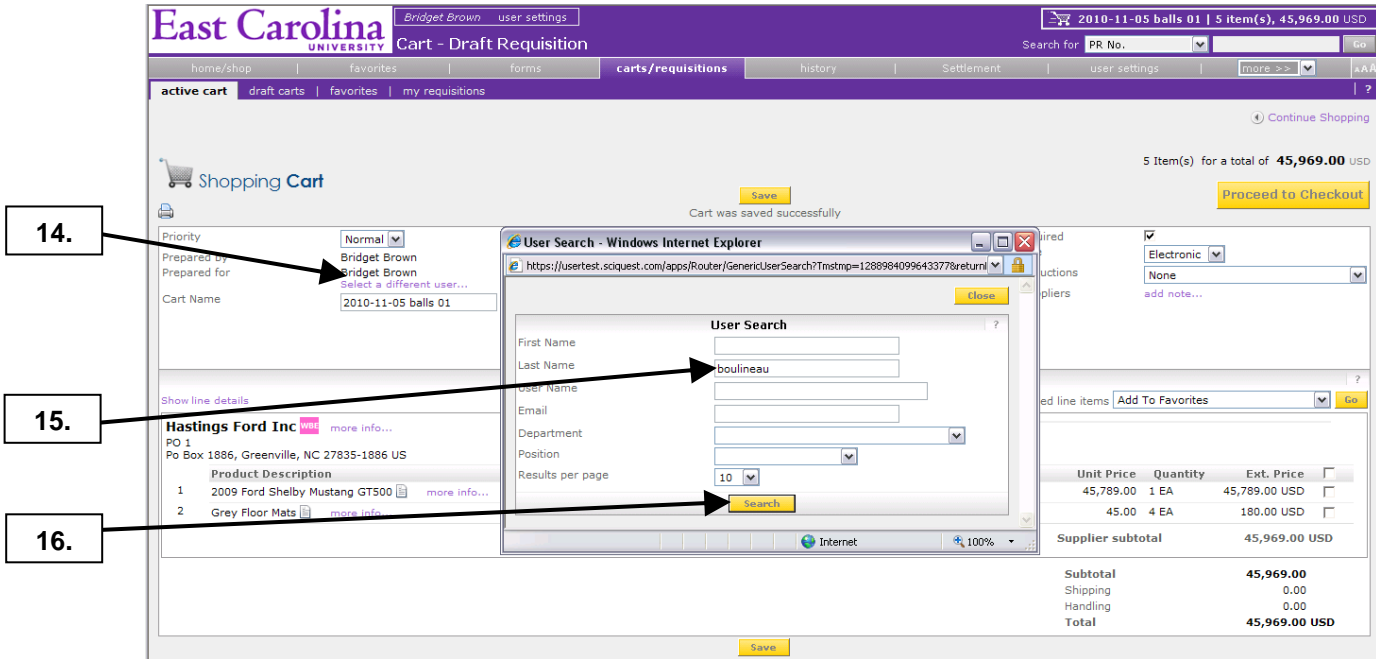 East Carolina
UNIVERSITY
Bridget Brown user settings
Cart - Draft Requisition
2010-11-05 balls 01 | 5 item(s), 45,969.00 USD
Search for PR No. Go
home/shop | favorites | forms | carts/requisitions | history | Settlement | user settings | more >> AAA
active cart draft carts | favorites | my requisitions | ?
Continue Shopping
5 Item(s) for a total of 45,969.00 USD
Shopping Cart
Save
Proceed to Checkout
Cart was saved successfully
14.
Priority Normal
Prepared by Bridget Brown
Prepared for Bridget Brown
Select a different user...
Cart Name 2010-11-05 balls 01
ired
Electronic
uctions None
pliers add note...
User Search - Windows Internet Explorer
https://usertest.sciquest.com/apps/Router/GenericUserSearch?Tmstmp=1288984099643377&returnl
Close
User Search ?
First Name
Last Name boulineau
User Name
Email
Department
Position
Results per page 10
Search
Internet 100%
15.
?
Show line details
ed line items Add To Favorites Go
Hastings Ford Inc WBE more info...
PO 1
Po Box 1886, Greenville, NC 27835-1886 US
Product Description Unit Price Quantity Ext. Price
1 2009 Ford Shelby Mustang GT500 more info... 45,789.00 1 EA 45,789.00 USD
2 Grey Floor Mats more info... 45.00 4 EA 180.00 USD
16.
Supplier subtotal 45,969.00 USD
Subtotal 45,969.00
Shipping 0.00
Handling 0.00
Total 45,969.00 USD
Save